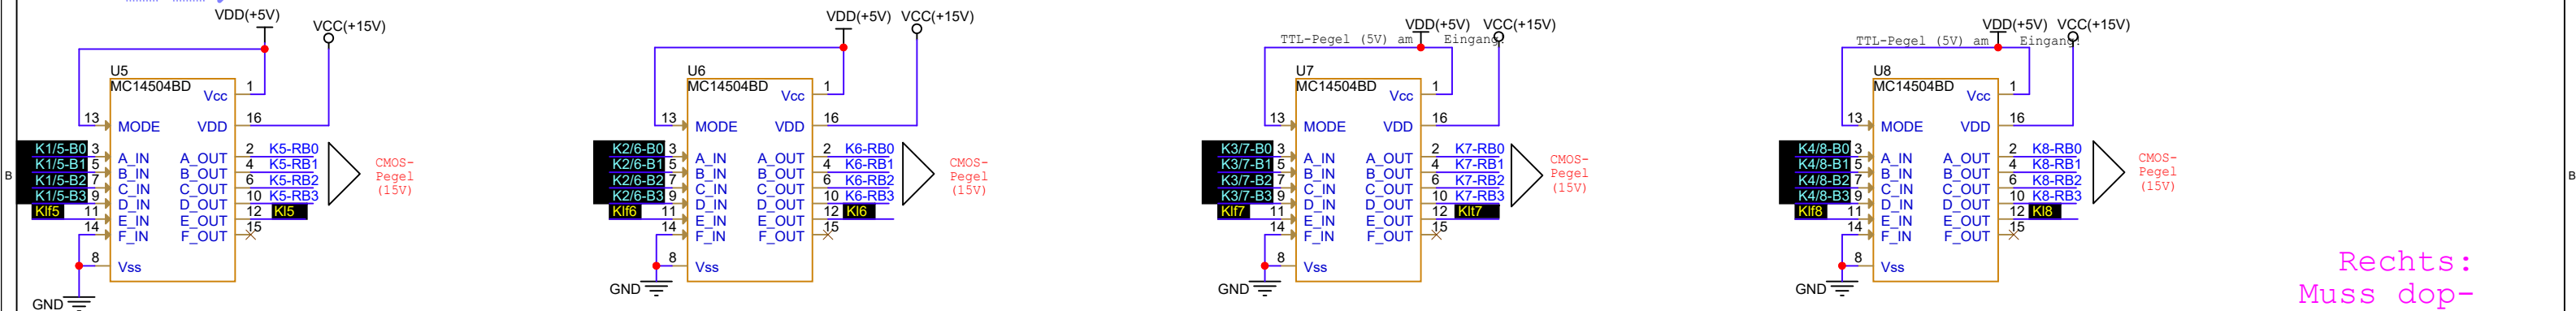 VDD(+5V)
VCC(+15V)
U5
MC14504BD
Vcc 1
13 MODE VDD 16
K1/5-B0 3 A_IN A_OUT 2 K5-RB0
K1/5-B1 5 B_IN B_OUT 4 K5-RB1
K1/5-B2 7 C_IN C_OUT 6 K5-RB2
K1/5-B3 9 D_IN D_OUT 10 K5-RB3
Klf5 11 E_IN E_OUT 12 Kl5
14 F_IN F_OUT 15
8 Vss
GND
CMOS-
Pegel
(15V)
VDD(+5V) VCC(+15V)
U6
MC14504BD
Vcc 1
13 MODE VDD 16
K2/6-B0 3 A_IN A_OUT 2 K6-RB0
K2/6-B1 5 B_IN B_OUT 4 K6-RB1
K2/6-B2 7 C_IN C_OUT 6 K6-RB2
K2/6-B3 9 D_IN D_OUT 10 K6-RB3
Klf6 11 E_IN E_OUT 12 Kl6
14 F_IN F_OUT 15
8 Vss
GND
CMOS-
Pegel
(15V)
VDD(+5V) VCC(+15V)
TTL-Pegel (5V) am Eingang
U7
MC14504BD
Vcc 1
13 MODE VDD 16
K3/7-B0 3 A_IN A_OUT 2 K7-RB0
K3/7-B1 5 B_IN B_OUT 4 K7-RB1
K3/7-B2 7 C_IN C_OUT 6 K7-RB2
K3/7-B3 9 D_IN D_OUT 10 K7-RB3
Klf7 11 E_IN E_OUT 12 Klt7
14 F_IN F_OUT 15
8 Vss
GND
CMOS-
Pegel
(15V)
VDD(+5V) VCC(+15V)
TTL-Pegel (5V) am Eingang!
U8
MC14504BD
Vcc 1
13 MODE VDD 16
K4/8-B0 3 A_IN A_OUT 2 K8-RB0
K4/8-B1 5 B_IN B_OUT 4 K8-RB1
K4/8-B2 7 C_IN C_OUT 6 K8-RB2
K4/8-B3 9 D_IN D_OUT 10 K8-RB3
Klf8 11 E_IN E_OUT 12 Kl8
14 F_IN F_OUT 15
8 Vss
GND
CMOS-
Pegel
(15V)
Rechts:
Muss dop-
B
B